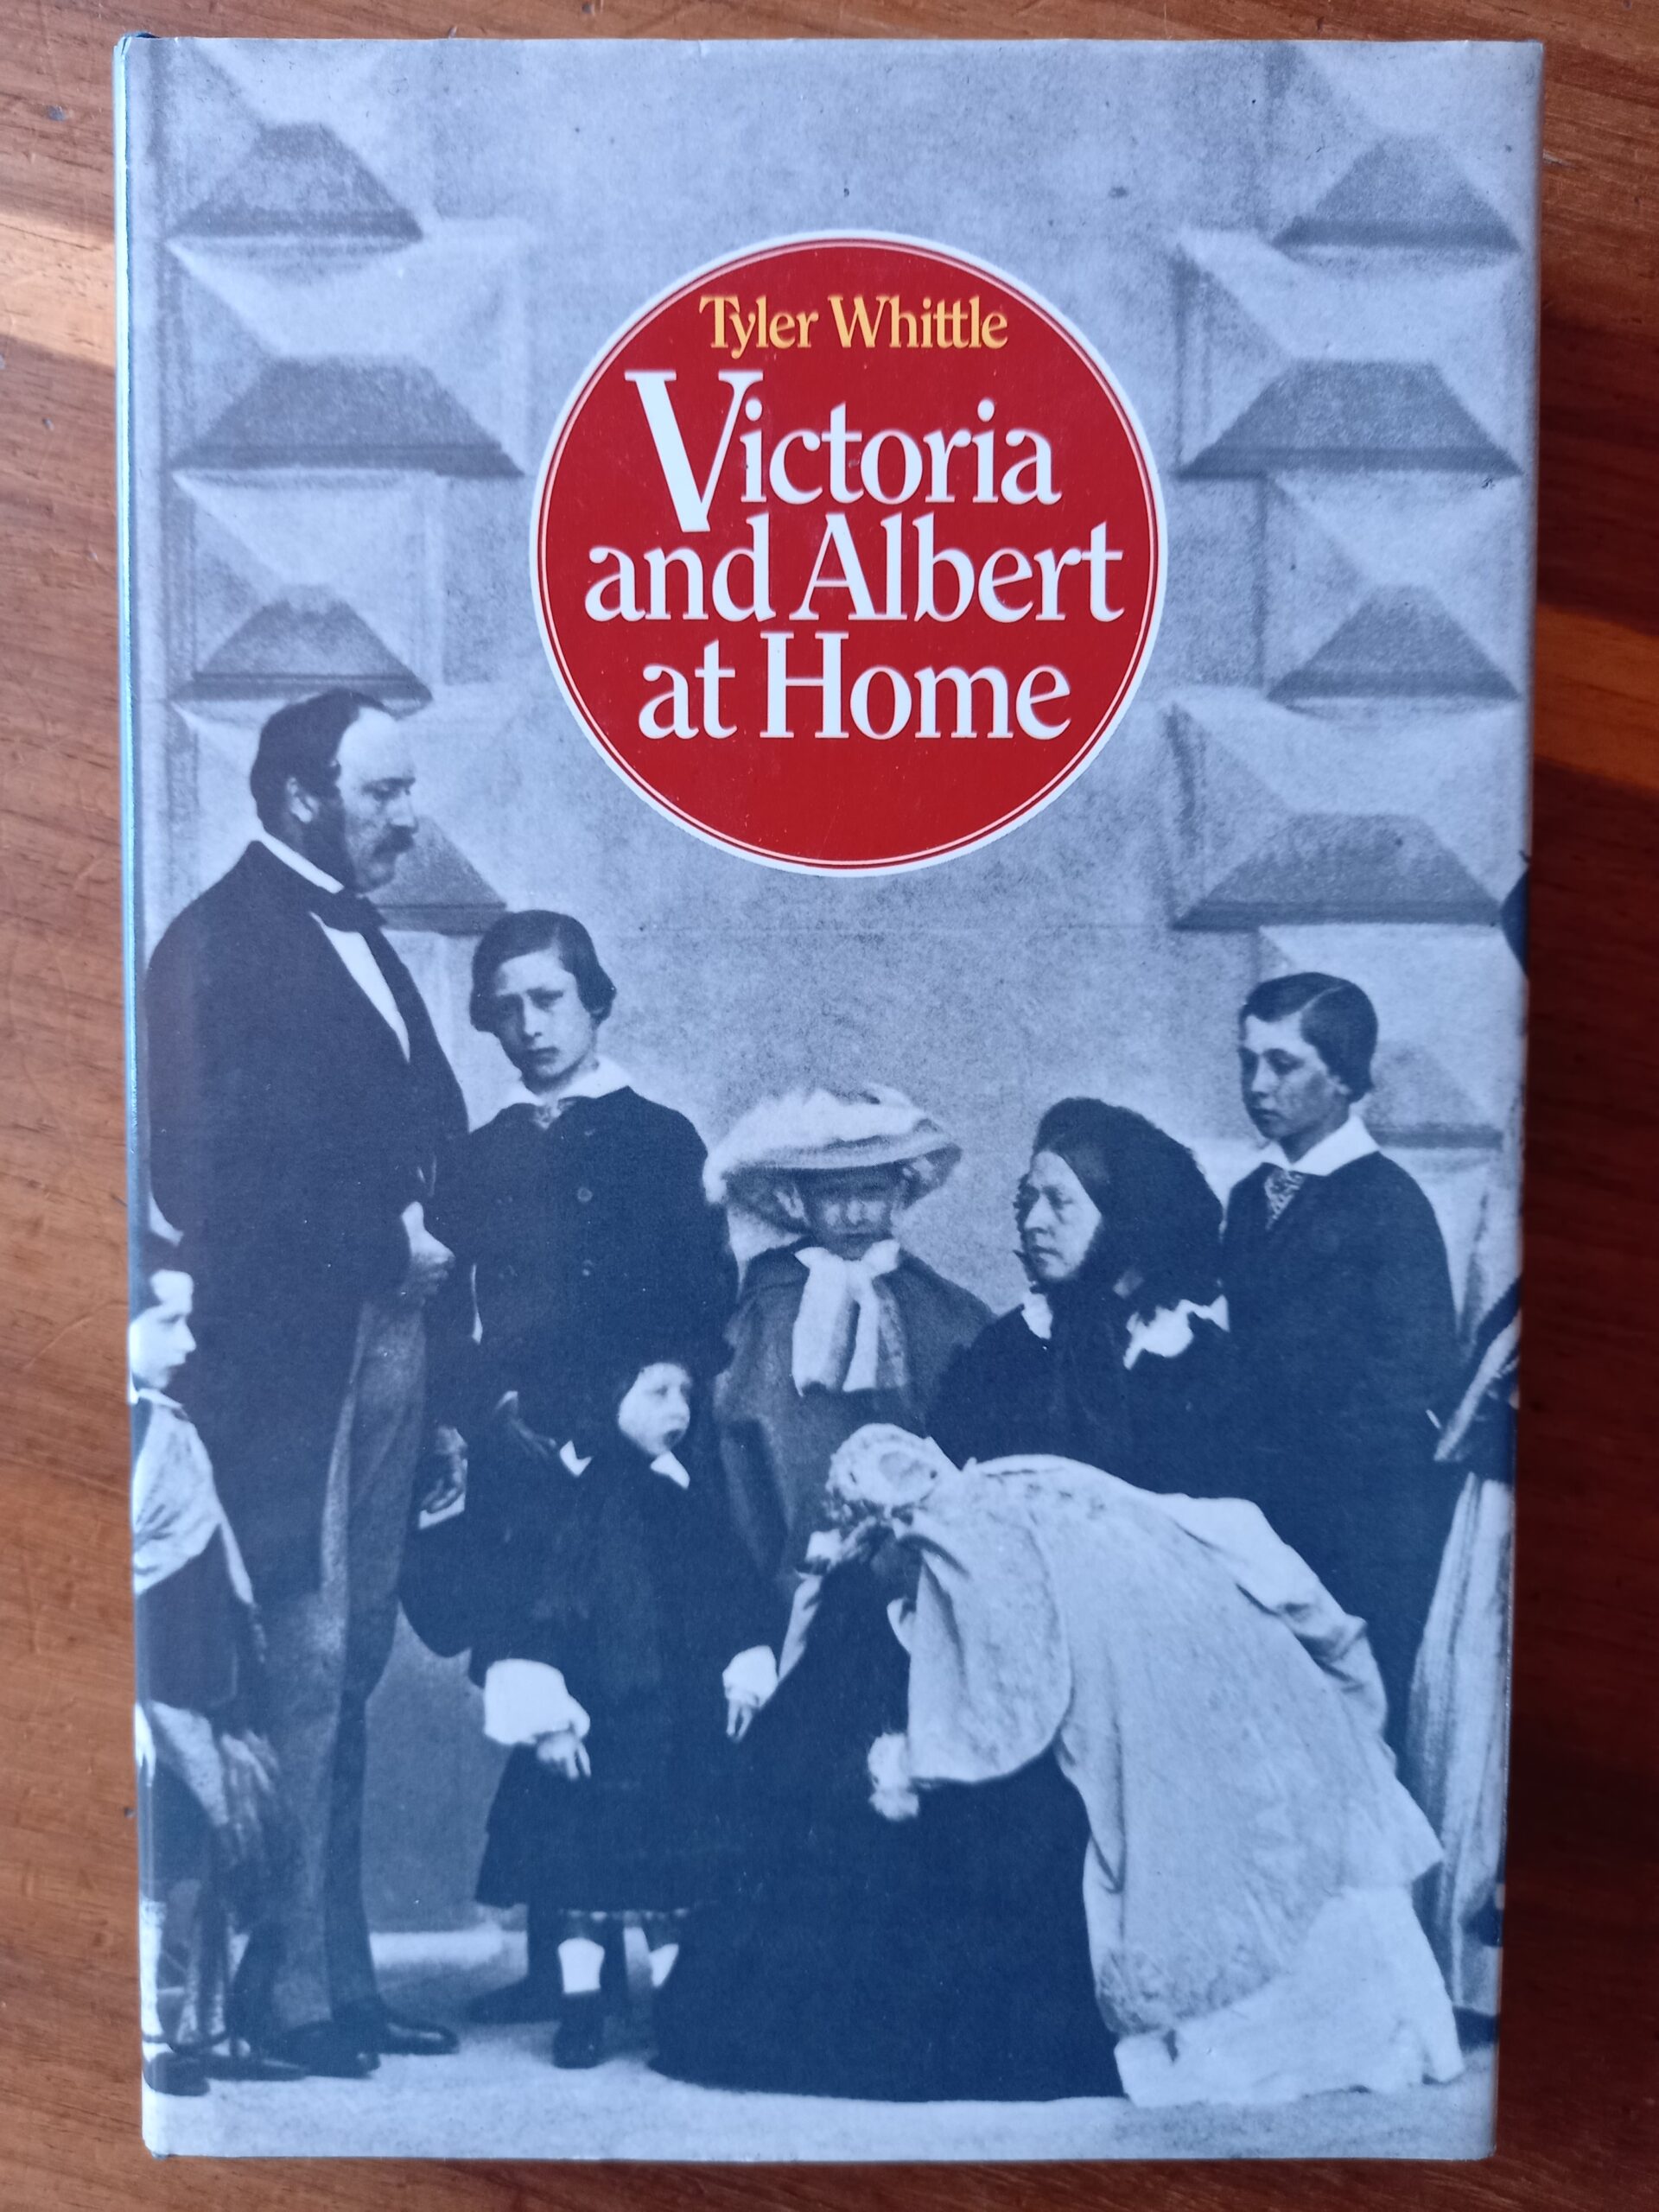 Tyler Whittle
Victoria
and Albert
at Home